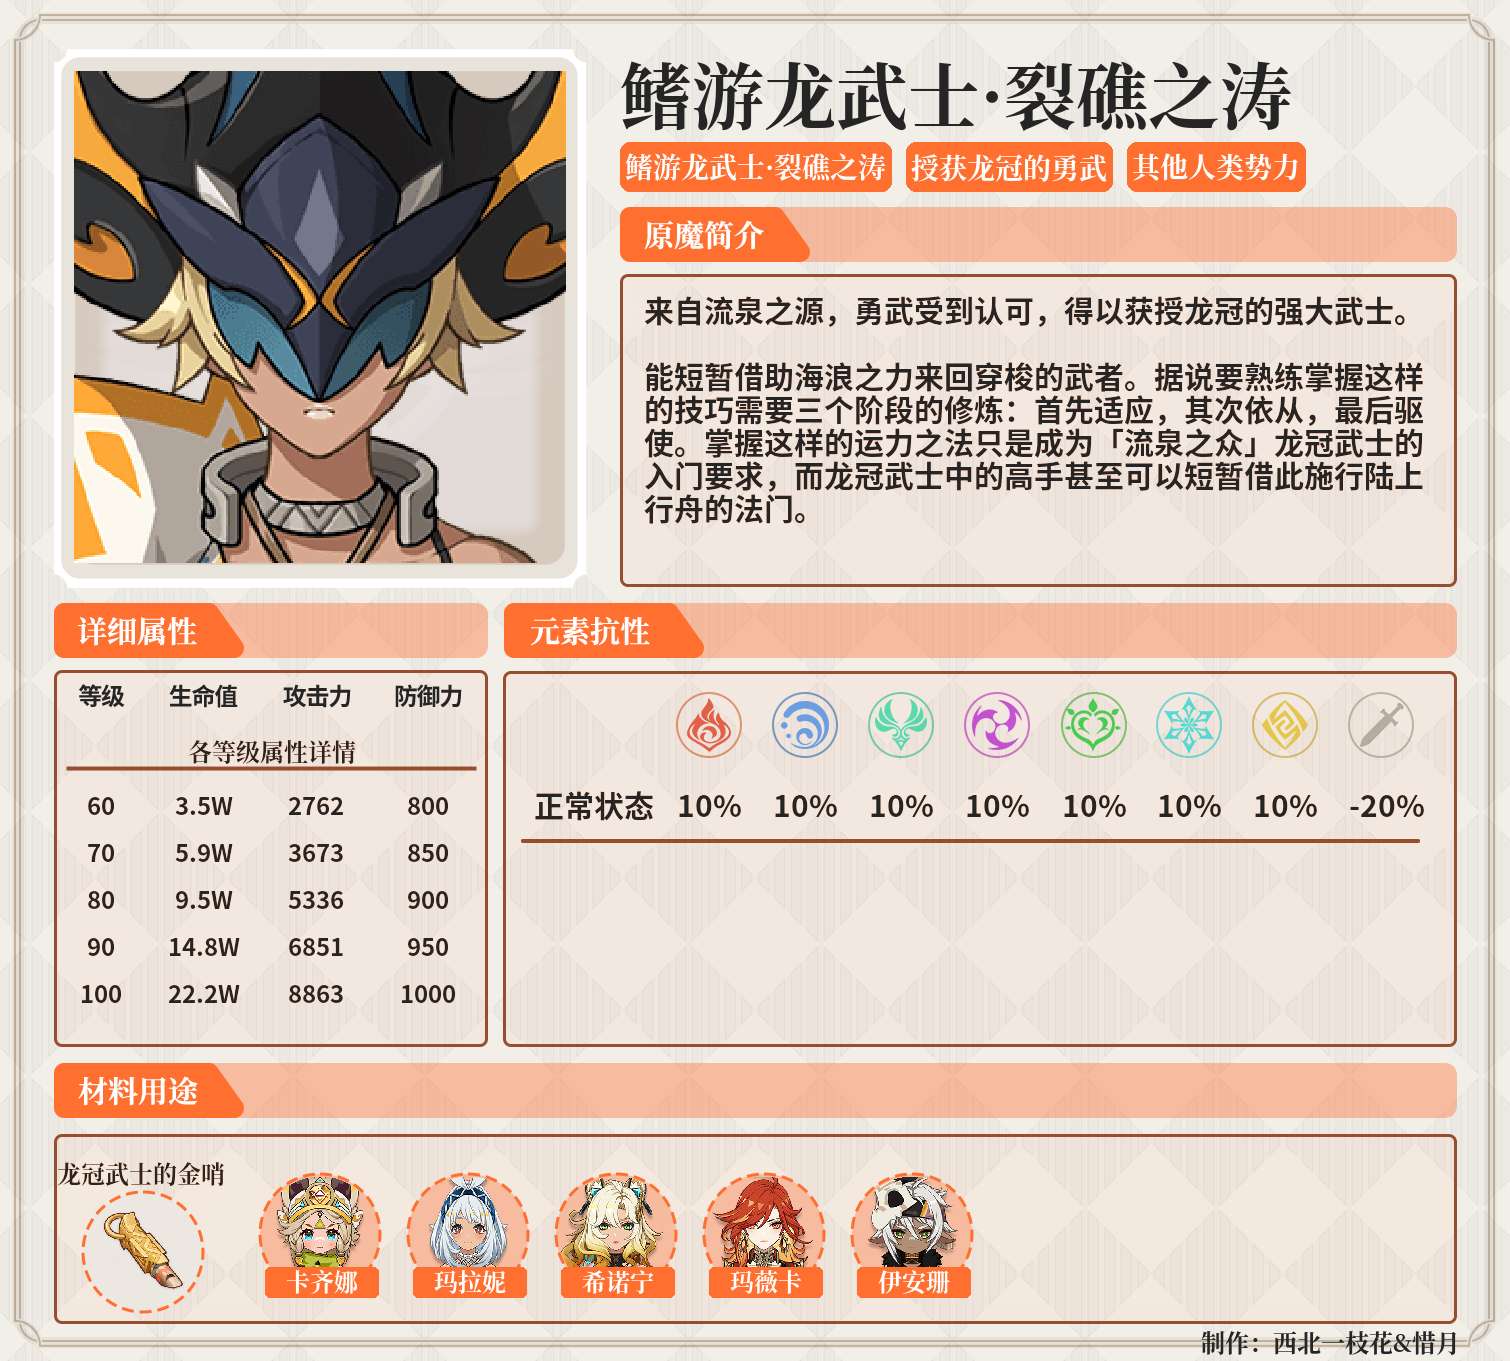 鳍游龙武士·裂礁之涛
鳍游龙武士·裂礁之涛 授获龙冠的勇武 其他人类势力
原魔简介
来自流泉之源，勇武受到认可，得以获授龙冠的强大武士。
能短暂借助海浪之力来回穿梭的武者。据说要熟练掌握这样
的技巧需要三个阶段的修炼：首先适应，其次依从，最后驱
使。掌握这样的运力之法只是成为「流泉之众」龙冠武士的
入门要求，而龙冠武士中的高手甚至可以短暂借此施行陆上
行舟的法门。
详细属性
等级 生命值 攻击力 防御力
各等级属性详情
60 3.5W 2762 800
70 5.9W 3673 850
80 9.5W 5336 900
90 14.8W 6851 950
100 22.2W 8863 1000
元素抗性
正常状态 10% 10% 10% 10% 10% 10% 10% -20%
材料用途
龙冠武士的金哨
卡齐娜 玛拉妮 希诺宁 玛薇卡 伊安珊
制作：西北一枝花&惜月